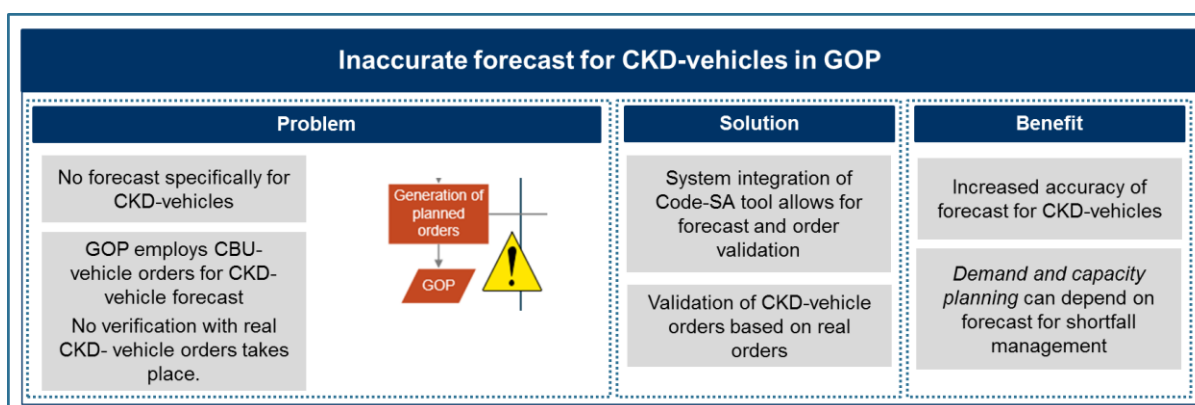 Inaccurate forecast for CKD-vehicles in GOP
Problem
No forecast specifically for
CKD-vehicles
GOP employs CBU-
vehicle orders for CKD-
vehicle forecast
No verification with real
CKD- vehicle orders takes
place.
Generation of
planned
orders
GOP
!
Solution
System integration of
Code-SA tool allows for
forecast and order
validation
Validation of CKD-vehicle
orders based on real
orders
Benefit
Increased accuracy of
forecast for CKD-vehicles
Demand and capacity
planning can depend on
forecast for shortfall
management